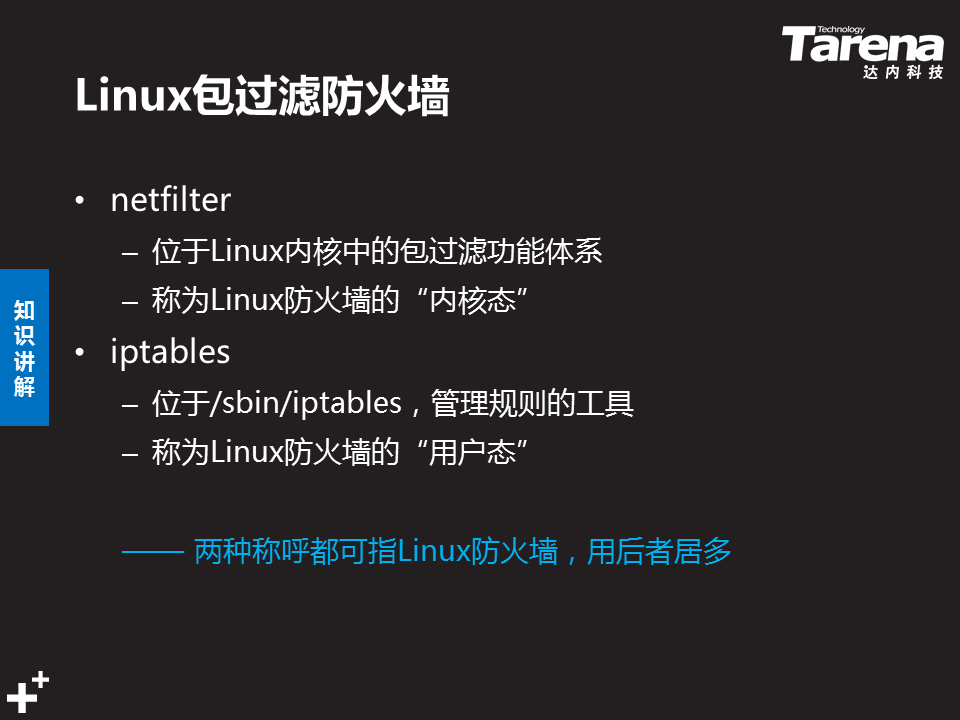 Technology
Tarena
达内科技
Linux包过滤防火墙
• netfilter
– 位于Linux内核中的包过滤功能体系
– 称为Linux防火墙的“内核态”
• iptables
– 位于/sbin/iptables，管理规则的工具
– 称为Linux防火墙的“用户态”
—— 两种称呼都可指Linux防火墙，用后者居多
知识讲解